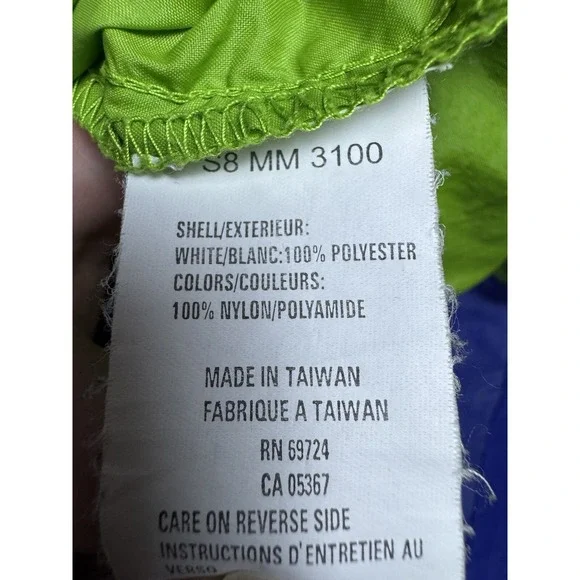 S8 MM 3100
SHELL/EXTERIEUR:
WHITE/BLANC:100% POLYESTER
COLORS/COULEURS:
100% NYLON/POLYAMIDE
MADE IN TAIWAN
FABRIQUE A TAIWAN
RN 69724
CA 05367
CARE ON REVERSE SIDE
INSTRUCTIONS D'ENTRETIEN AU
VERSO